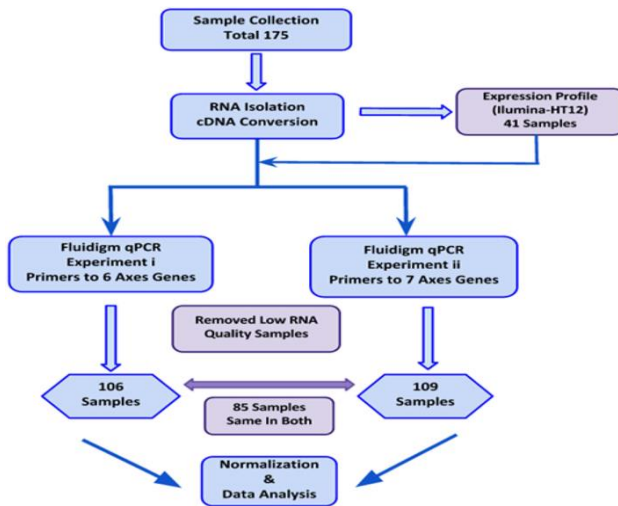 Sample Collection
Total 175
RNA Isolation
cDNA Conversion
Expression Profile
(Ilumina-HT12)
41 Samples
Fluidigm qPCR
Experiment i
Primers to 6 Axes Genes
Fluidigm qPCR
Experiment ii
Primers to 7 Axes Genes
Removed Low RNA
Quality Samples
106
Samples
109
Samples
85 Samples
Same In Both
Normalization
&
Data Analysis